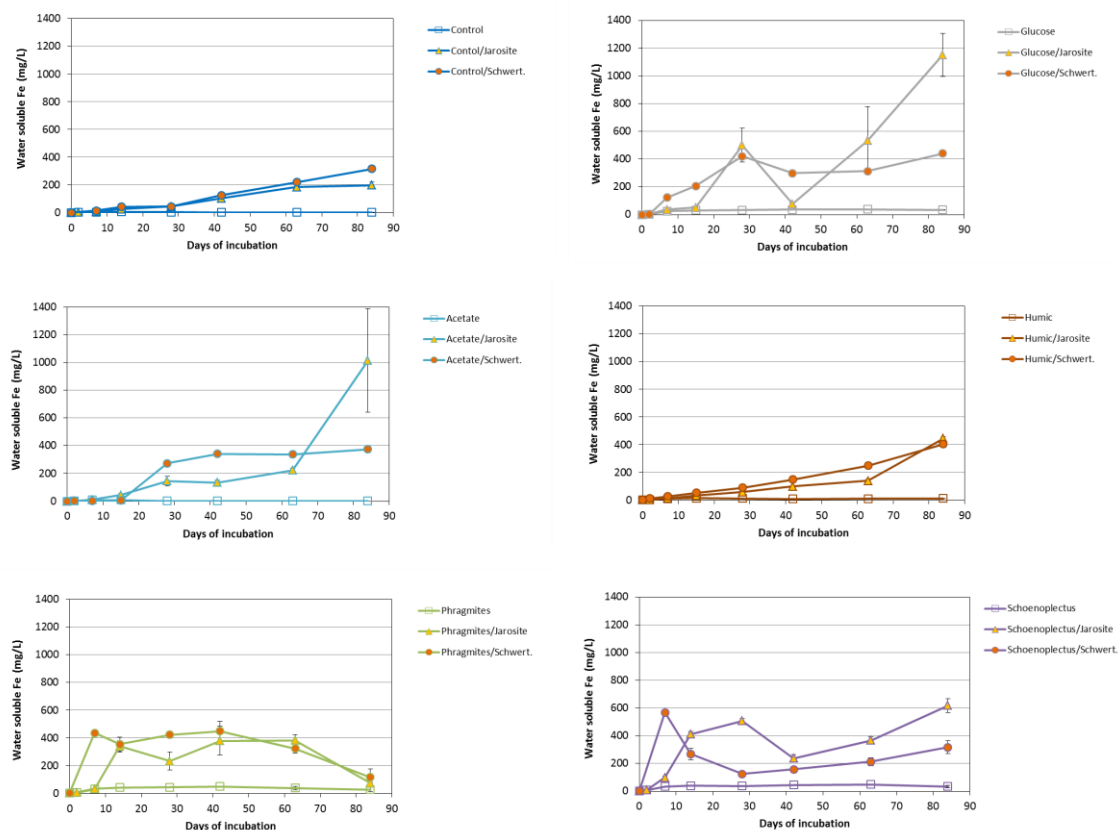 1400
1200
1000
800
600
400
200
0
Water soluble Fe (mg/L)
0 10 20 30 40 50 60 70 80 90
Days of incubation
Control
Contol/Jarosite
Control/Schwert.
1400
1200
1000
800
600
400
200
0
Water soluble Fe (mg/L)
0 10 20 30 40 50 60 70 80 90
Days of incubation
Glucose
Glucose/Jarosite
Glucose/Schwert.
1400
1200
1000
800
600
400
200
0
Water soluble Fe (mg/L)
0 10 20 30 40 50 60 70 80 90
Days of incubation
Acetate
Acetate/Jarosite
Acetate/Schwert.
1400
1200
1000
800
600
400
200
0
Water soluble Fe (mg/L)
0 10 20 30 40 50 60 70 80 90
Days of incubation
Humic
Humic/Jarosite
Humic/Schwert.
1400
1200
1000
800
600
400
200
0
Water soluble Fe (mg/L)
0 10 20 30 40 50 60 70 80 90
Days of incubation
Phragmites
Phragmites/Jarosite
Phragmites/Schwert.
1400
1200
1000
800
600
400
200
0
Water soluble Fe (mg/L)
0 10 20 30 40 50 60 70 80 90
Days of incubation
Schoenoplectus
Schoenoplectus/Jarosite
Schoenoplectus/Schwert.